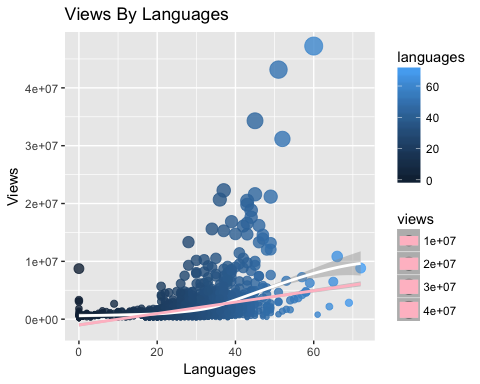 Views By Languages
Views
4e+07
3e+07
2e+07
1e+07
0e+00
0
20
40
60
Languages
languages
60
40
20
0
views
1e+07
2e+07
3e+07
4e+07